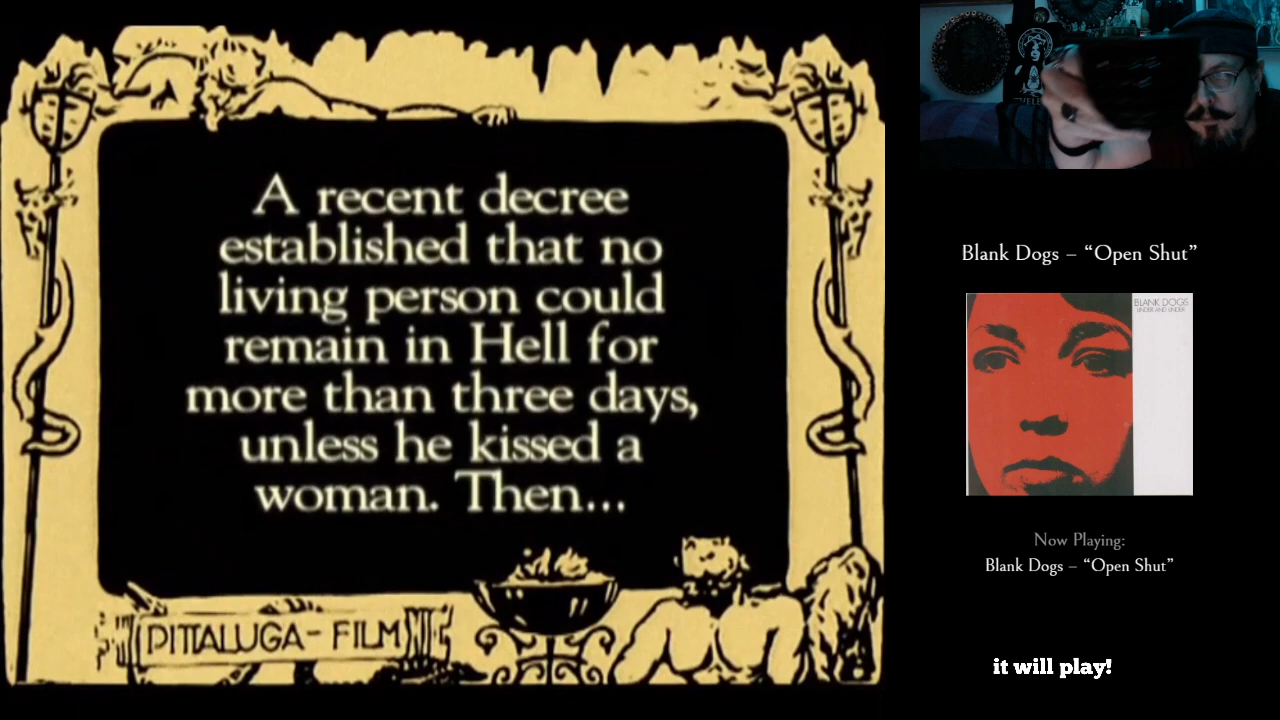 A recent decree
established that no
living person could
remain in Hell for
more than three days,
unless he kissed a
woman. Then...
PITTALUGA-FILM
Blank Dogs – “Open Shut”
BLANK DOGS
UNDER AND UNDER
Now Playing:
Blank Dogs – “Open Shut”
it will play!